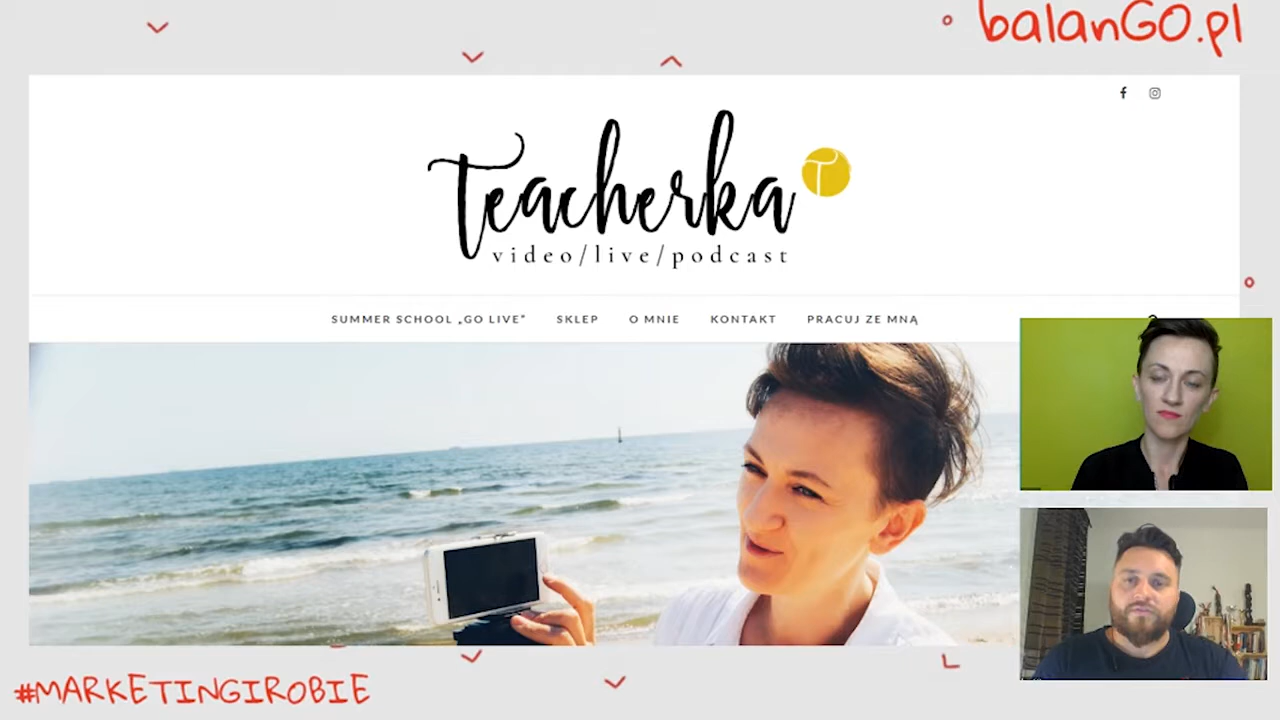 balanGO.pl
Teacherka T
video/live/podcast
SUMMER SCHOOL „GO LIVE” SKLEP O MNIE KONTAKT PRACUJ ZE MNĄ
#MARKETINGIROBIE